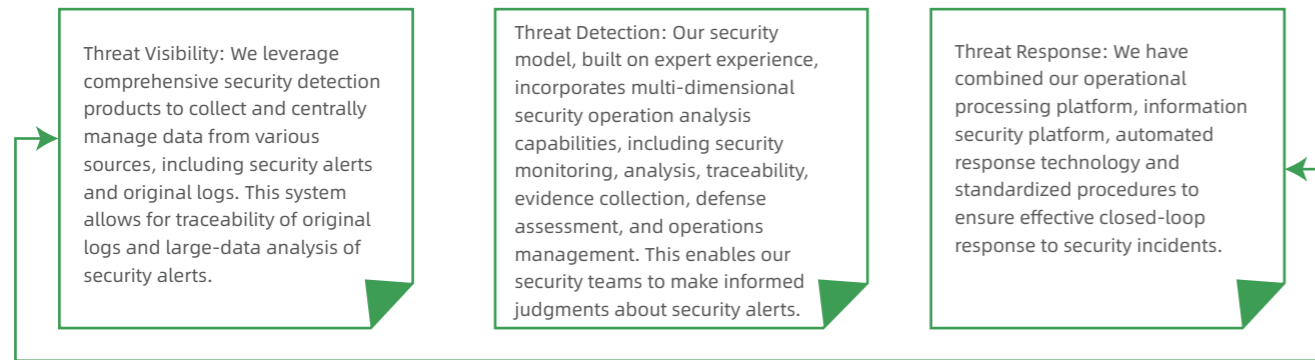 Threat Visibility: We leverage
comprehensive security detection
products to collect and centrally
manage data from various
sources, including security alerts
and original logs. This system
allows for traceability of original
logs and large-data analysis of
security alerts.
Threat Detection: Our security
model, built on expert experience,
incorporates multi-dimensional
security operation analysis
capabilities, including security
monitoring, analysis, traceability,
evidence collection, defense
assessment, and operations
management. This enables our
security teams to make informed
judgments about security alerts.
Threat Response: We have
combined our operational
processing platform, information
security platform, automated
response technology and
standardized procedures to
ensure effective closed-loop
response to security incidents.